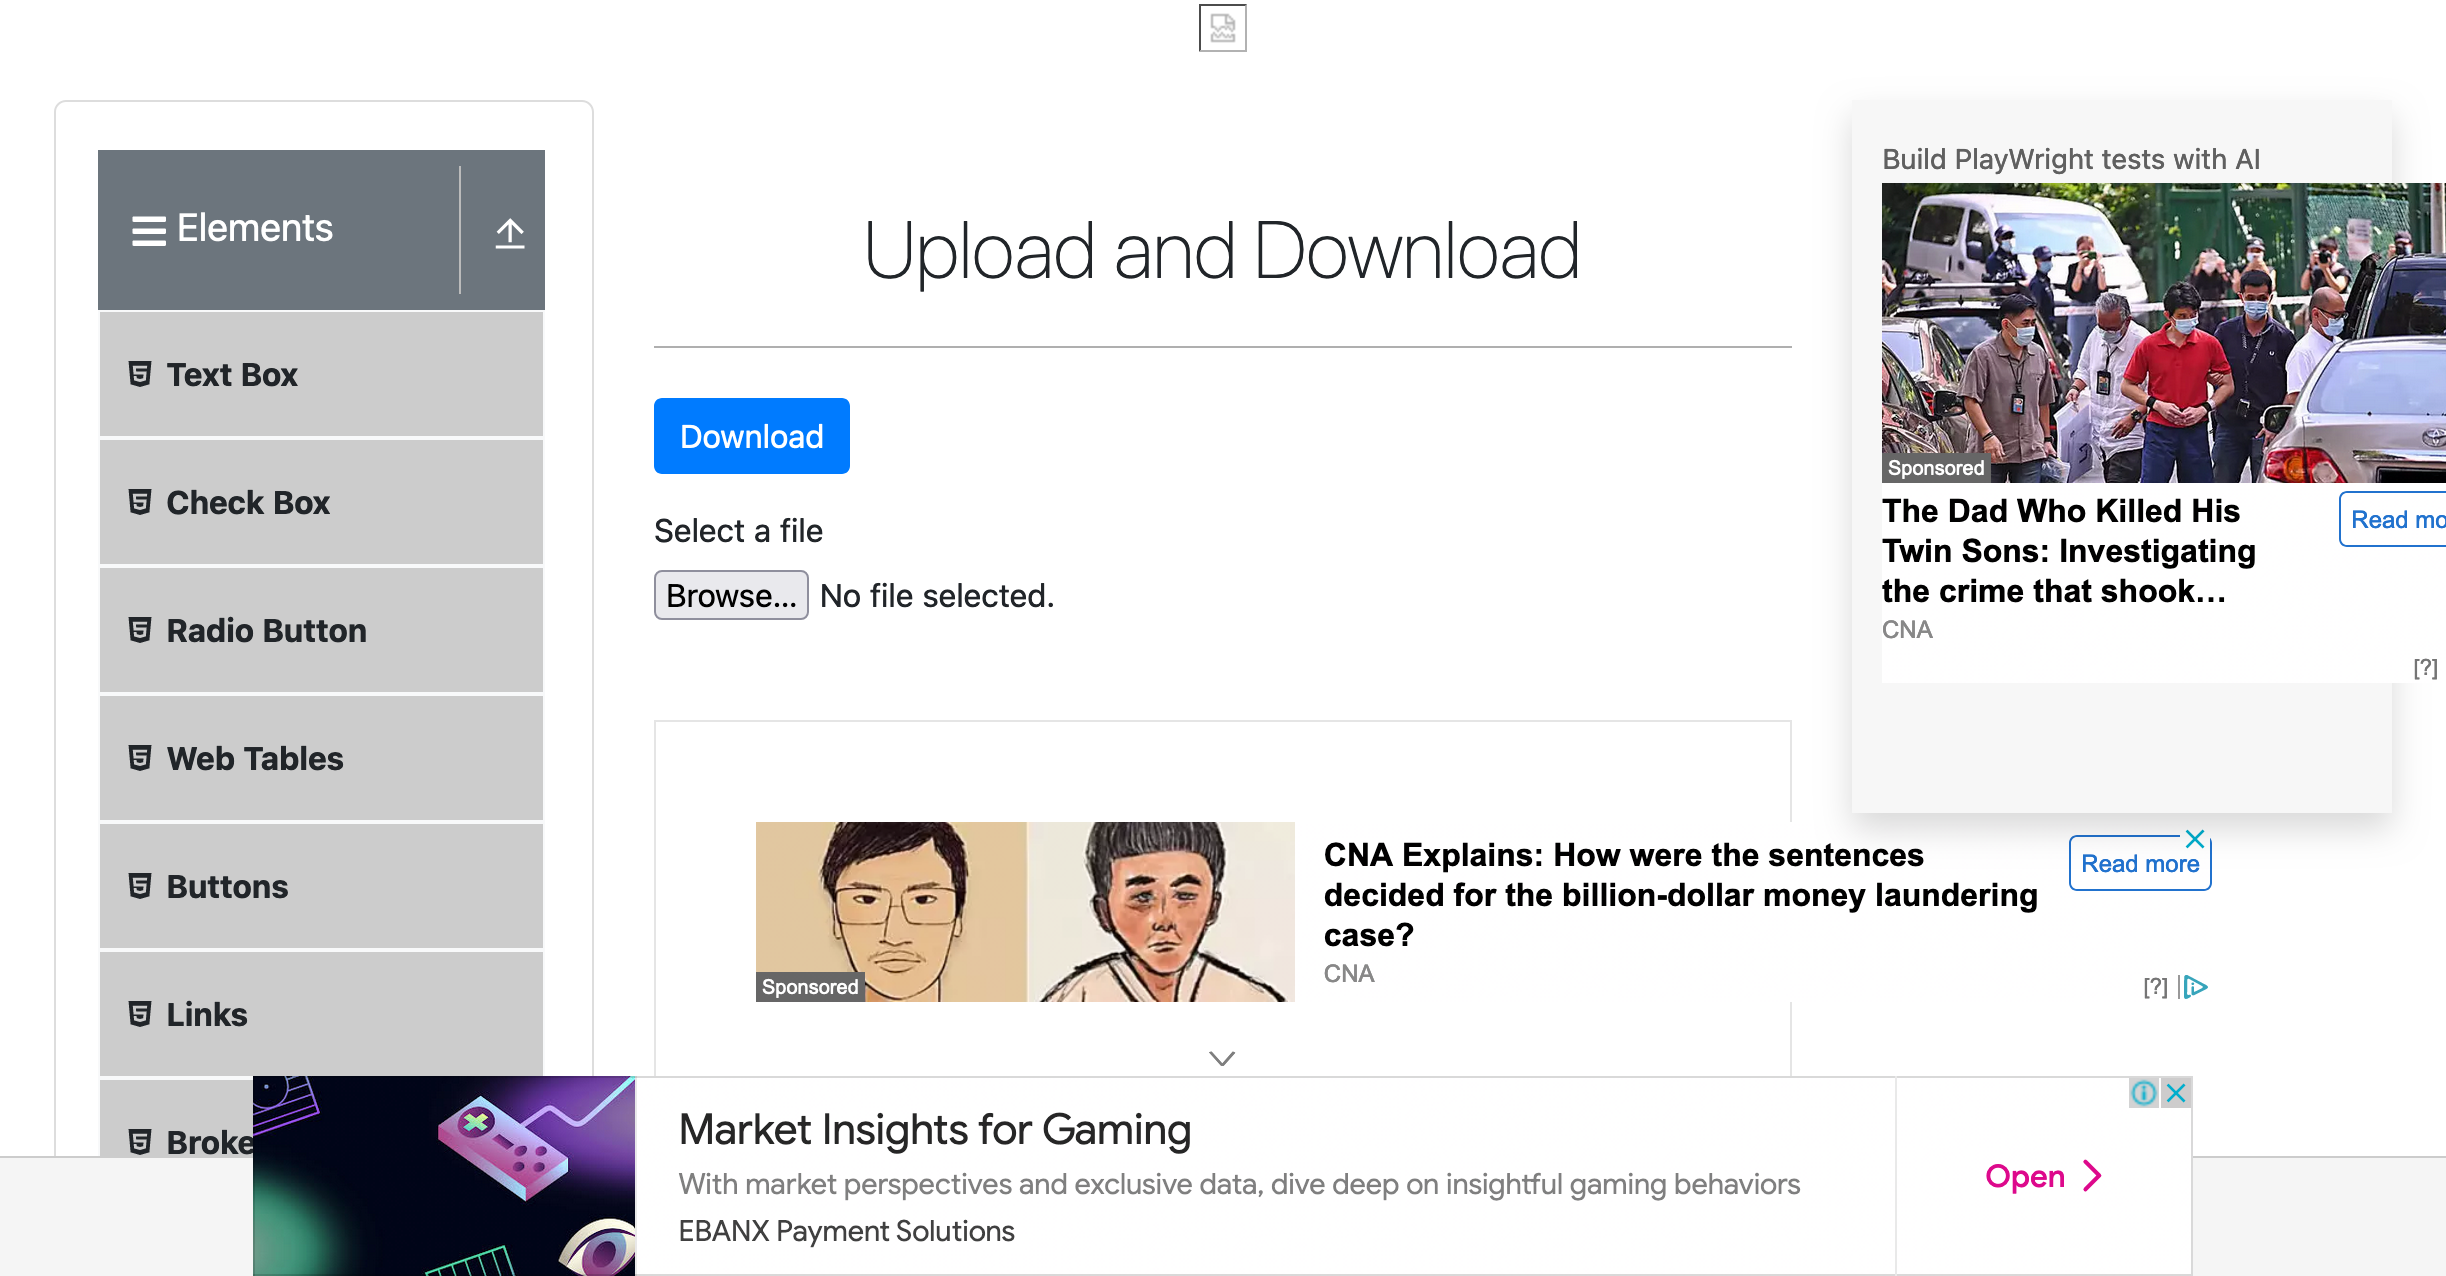 Elements
Text Box
Check Box
Radio Button
Web Tables
Buttons
Links
Broke
Upload and Download
Download
Select a file
Browse... No file selected.
Build PlayWright tests with AI
Sponsored
The Dad Who Killed His
Twin Sons: Investigating
the crime that shook...
CNA
Read mo
[?]
Sponsored
CNA Explains: How were the sentences
decided for the billion-dollar money laundering
case?
CNA
Read more
[?]
Market Insights for Gaming
With market perspectives and exclusive data, dive deep on insightful gaming behaviors
EBANX Payment Solutions
Open